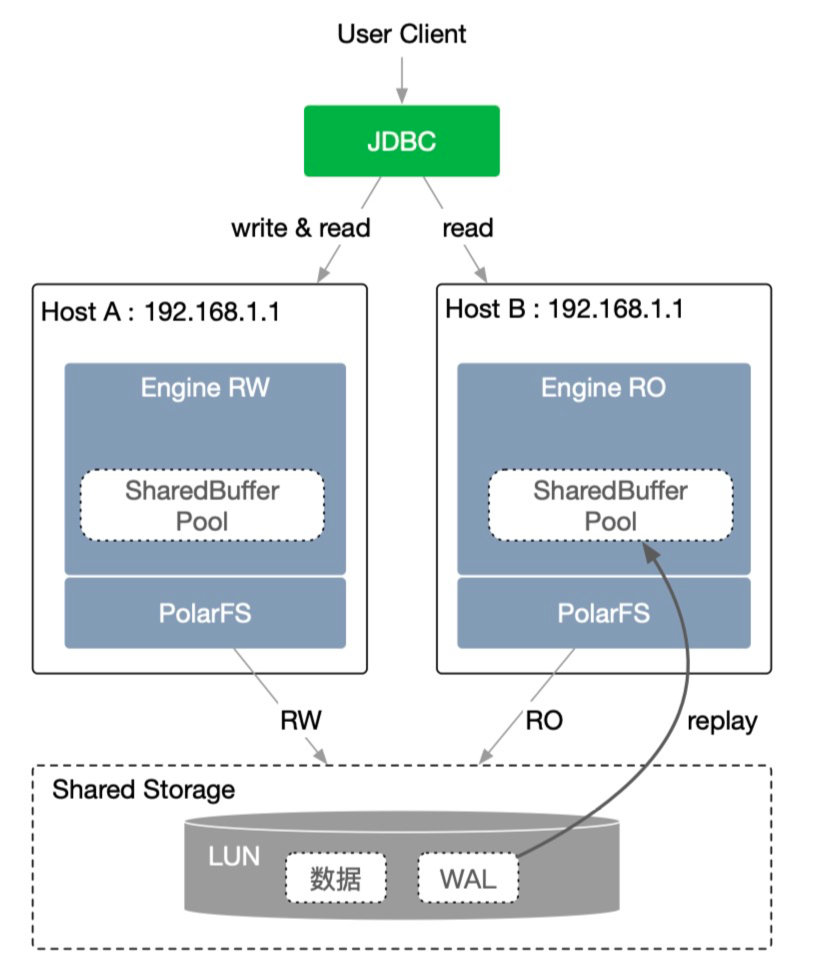 User Client
JDBC
write & read
read
Host A : 192.168.1.1
Host B : 192.168.1.1
Engine RW
Engine RO
SharedBuffer
Pool
SharedBuffer
Pool
PolarFS
PolarFS
RW
RO
replay
Shared Storage
LUN
数据
WAL